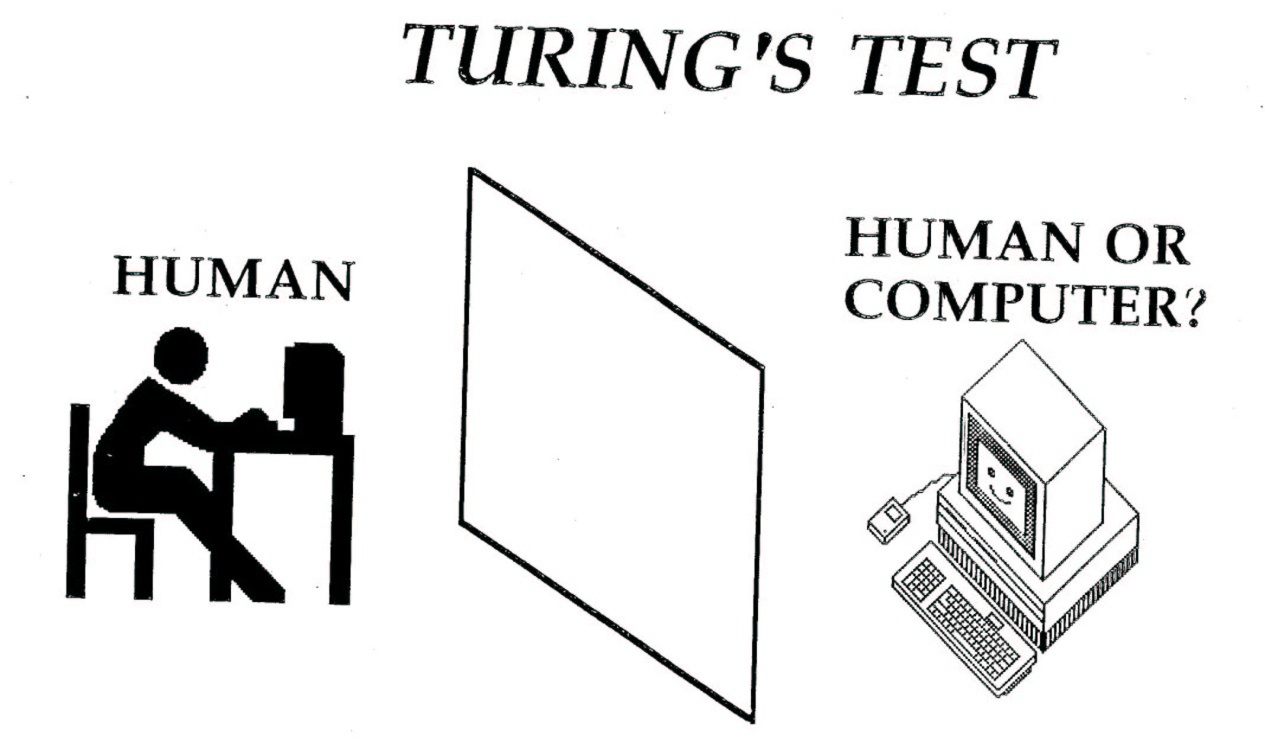 TURING'S TEST
HUMAN
HUMAN OR
COMPUTER?